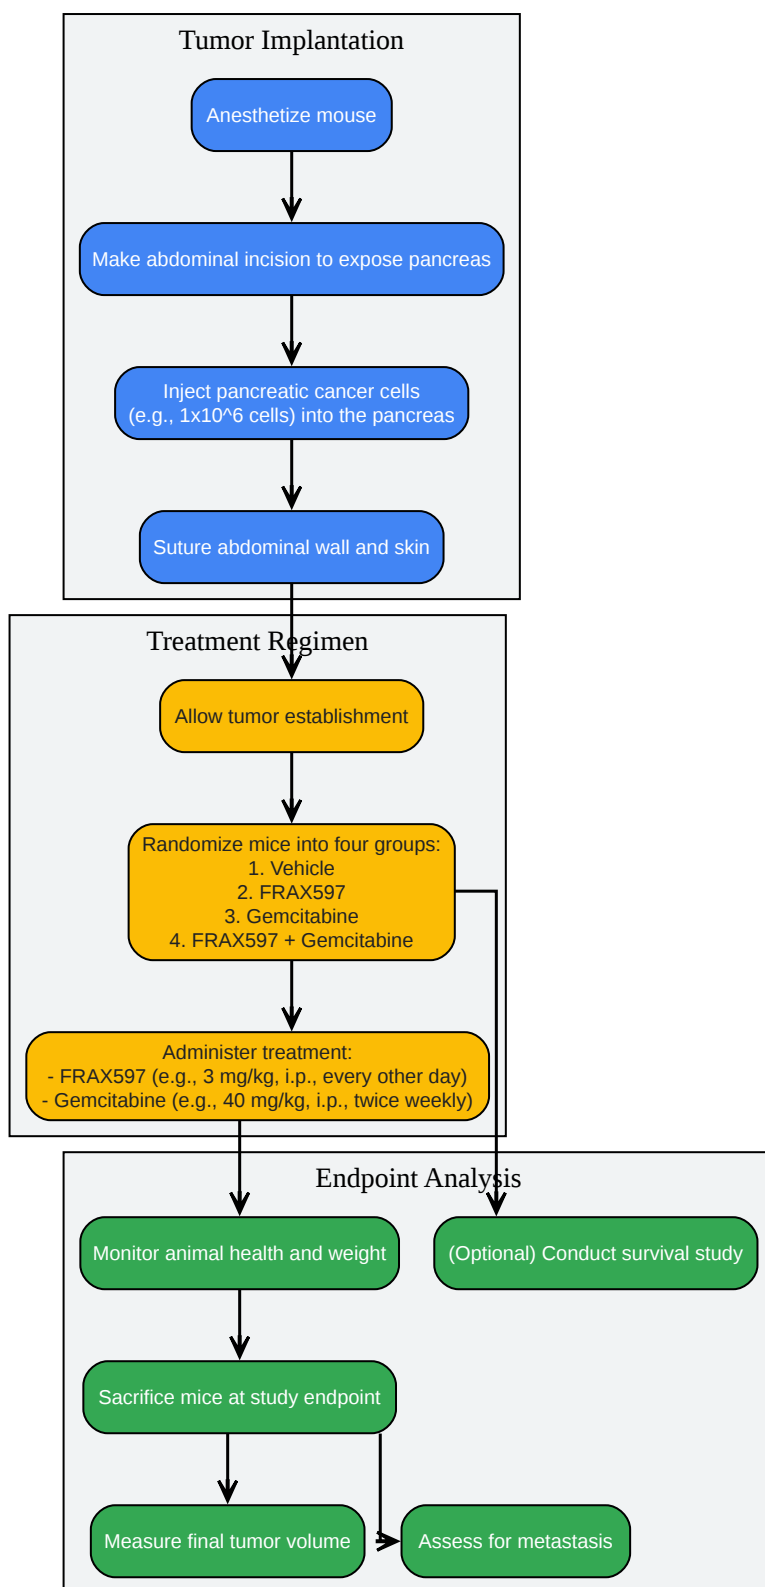 Tumor Implantation
Anesthetize mouse
Make abdominal incision to expose pancreas
Inject pancreatic cancer cells
(e.g., 1x10^6 cells) into the pancreas
Suture abdominal wall and skin
Treatment Regimen
Allow tumor establishment
Randomize mice into four groups:
1. Vehicle
2. FRAX597
3. Gemcitabine
4. FRAX597 + Gemcitabine
Administer treatment:
- FRAX597 (e.g., 3 mg/kg, i.p., every other day)
- Gemcitabine (e.g., 40 mg/kg, i.p., twice weekly)
Endpoint Analysis
Monitor animal health and weight
(Optional) Conduct survival study
Sacrifice mice at study endpoint
Measure final tumor volume
Assess for metastasis